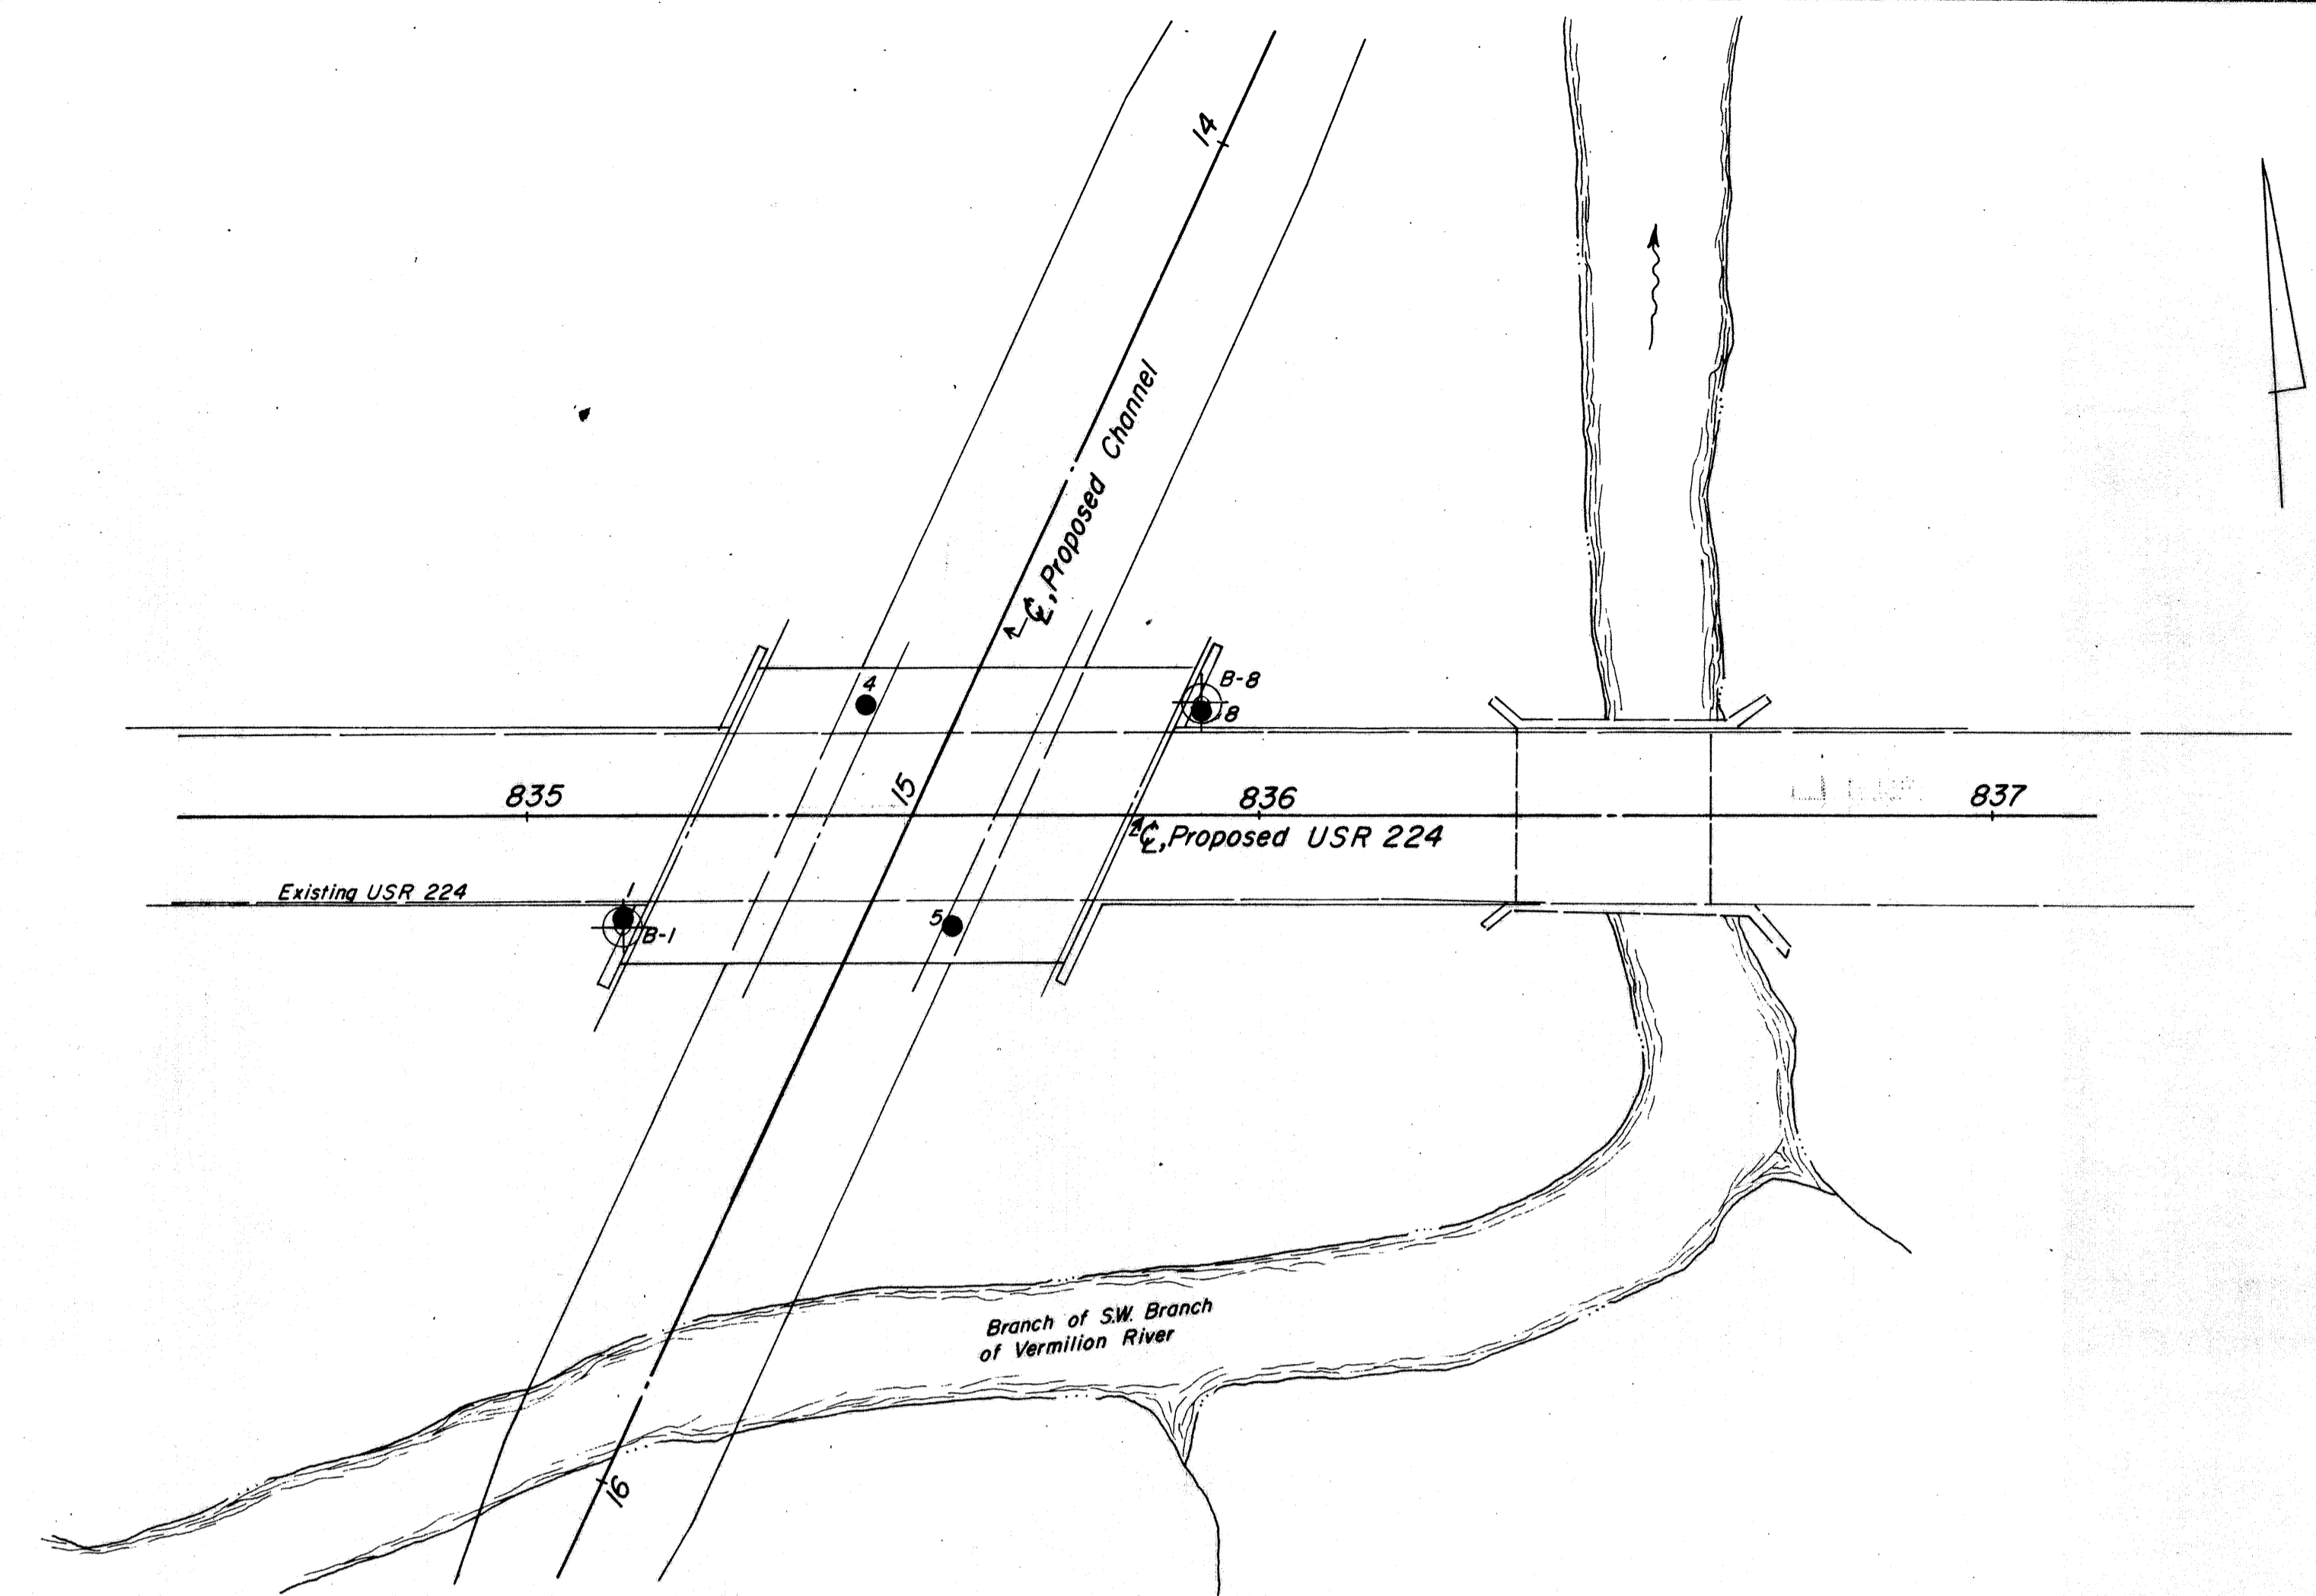 14
℄, Proposed Channel
4
B-8
8
15
835
836
837
℄, Proposed USR 224
Existing USR 224
B-1
5
Branch of S.W. Branch
of Vermilion River
16